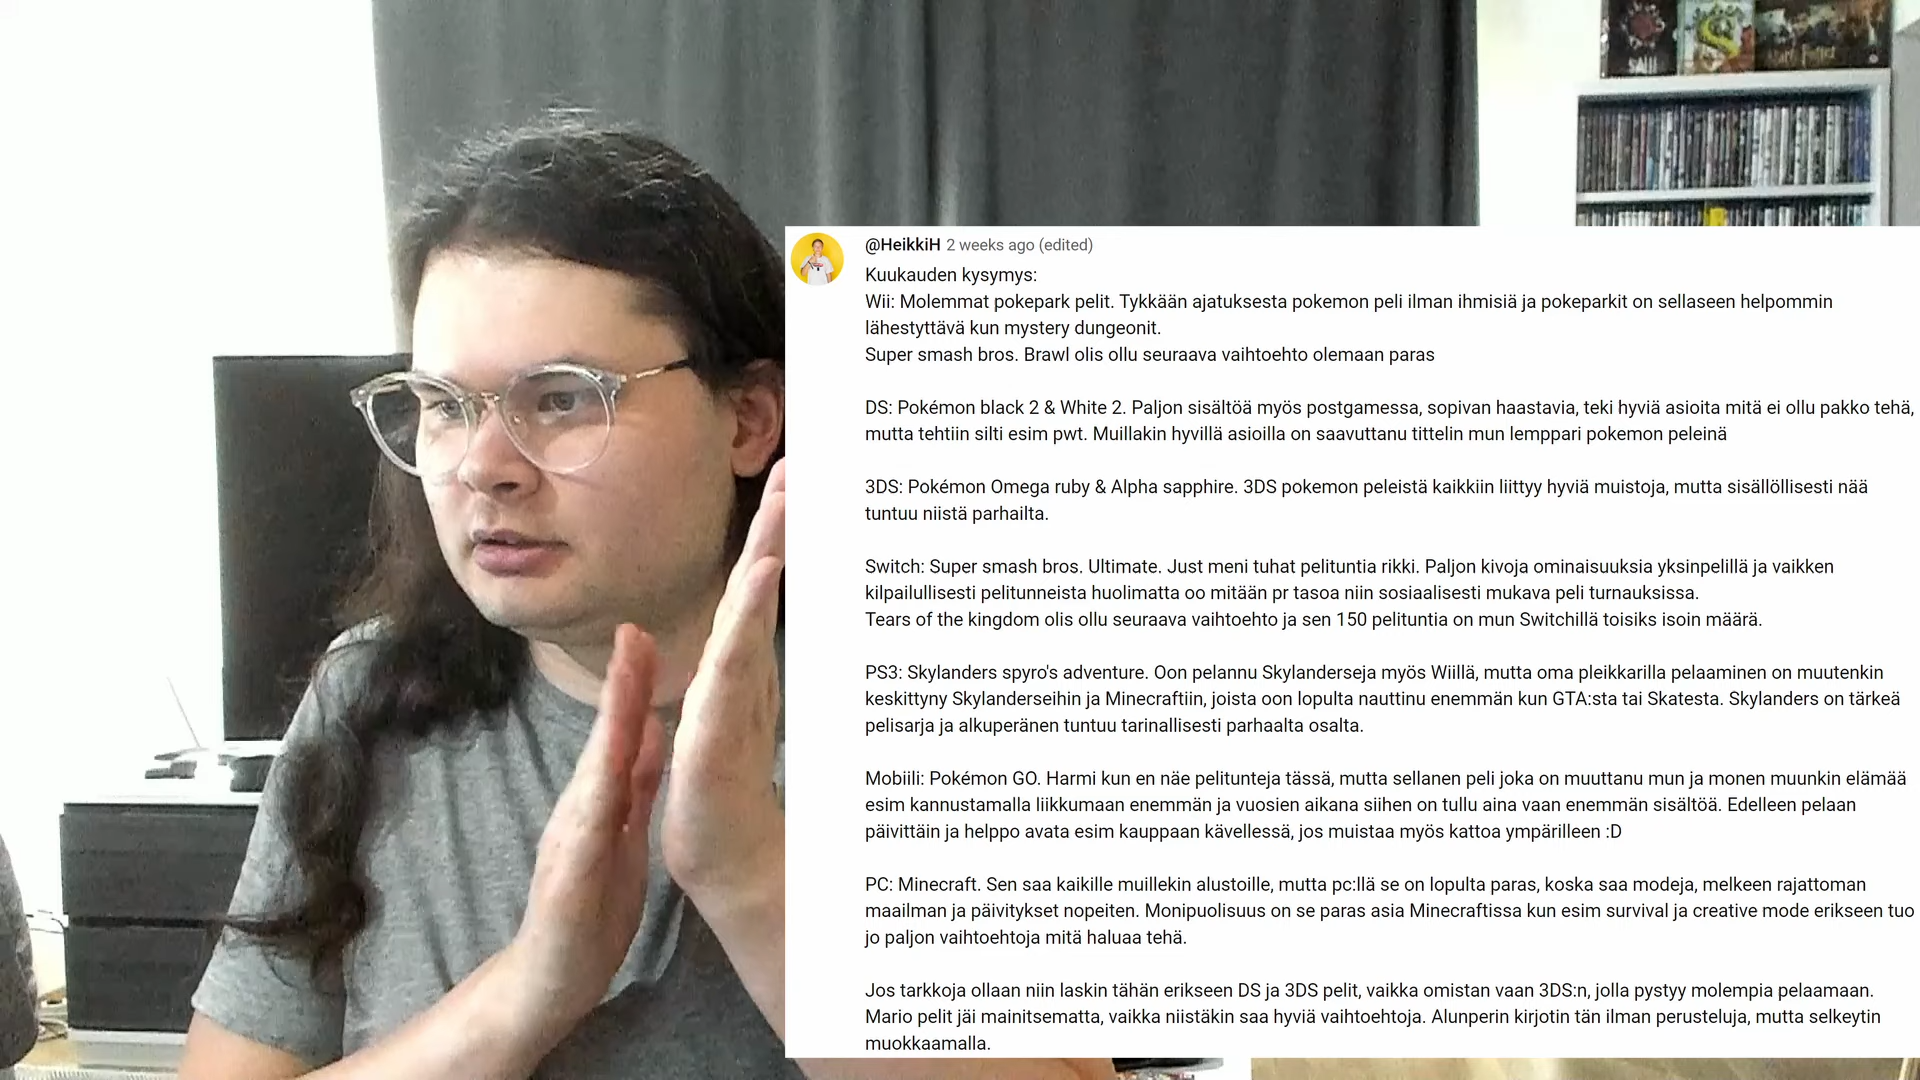 SAW
@HeikkiH 2 weeks ago (edited)
Kuukauden kysymys:
Wii: Molemmat pokepark pelit. Tykkään ajatuksesta pokemon peli ilman ihmisiä ja pokeparkit on sellaseen helpommin
lähestyttävä kun mystery dungeonit.
Super smash bros. Brawl olis ollu seuraava vaihtoehto olemaan paras
DS: Pokémon black 2 & White 2. Paljon sisältöä myös postgamessa, sopivan haastavia, teki hyviä asioita mitä ei ollu pakko tehä,
mutta tehtiin silti esim pwt. Muillakin hyvillä asioilla on saavuttanu tittelin mun lemppari pokemon peleinä
3DS: Pokémon Omega ruby & Alpha sapphire. 3DS pokemon peleistä kaikkiin liittyy hyviä muistoja, mutta sisällöllisesti nää
tuntuu niistä parhailta.
Switch: Super smash bros. Ultimate. Just meni tuhat pelituntia rikki. Paljon kivoja ominaisuuksia yksinpelillä ja vaikken
kilpailullisesti pelitunneista huolimatta oo mitään pr tasoa niin sosiaalisesti mukava peli turnauksissa.
Tears of the kingdom olis ollu seuraava vaihtoehto ja sen 150 pelituntia on mun Switchillä toisiks isoin määrä.
PS3: Skylanders spyro's adventure. Oon pelannu Skylanderseja myös Wiillä, mutta oma pleikkarilla pelaaminen on muutenkin
keskittyny Skylanderseihin ja Minecraftiin, joista oon lopulta nauttinu enemmän kun GTA:sta tai Skatesta. Skylanders on tärkeä
pelisarja ja alkuperänen tuntuu tarinallisesti parhaalta osalta.
Mobiili: Pokémon GO. Harmi kun en näe pelitunteja tässä, mutta sellanen peli joka on muuttanu mun ja monen muunkin elämää
esim kannustamalla liikkumaan enemmän ja vuosien aikana siihen on tullu aina vaan enemmän sisältöä. Edelleen pelaan
päivittäin ja helppo avata esim kauppaan kävellessä, jos muistaa myös kattoa ympärilleen :D
PC: Minecraft. Sen saa kaikille muillekin alustoille, mutta pc:llä se on lopulta paras, koska saa modeja, melkeen rajattoman
maailman ja päivitykset nopeiten. Monipuolisuus on se paras asia Minecraftissa kun esim survival ja creative mode erikseen tuo
jo paljon vaihtoehtoja mitä haluaa tehä.
Jos tarkkoja ollaan niin laskin tähän erikseen DS ja 3DS pelit, vaikka omistan vaan 3DS:n, jolla pystyy molempia pelaamaan.
Mario pelit jäi mainitsematta, vaikka niistäkin saa hyviä vaihtoehtoja. Alunperin kirjotin tän ilman perusteluja, mutta selkeytin
muokkaamalla.